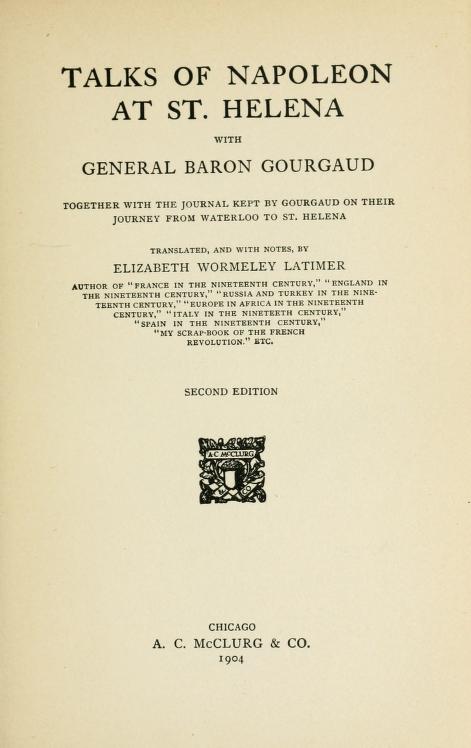 TALKS OF NAPOLEON
AT ST. HELENA
WITH
GENERAL BARON GOURGAUD
TOGETHER WITH THE JOURNAL KEPT BY GOURGAUD ON THEIR
JOURNEY FROM WATERLOO TO ST. HELENA
TRANSLATED, AND WITH NOTES, BY
ELIZABETH WORMELEY LATIMER
AUTHOR OF "FRANCE IN THE NINETEENTH CENTURY," "ENGLAND IN
THE NINETEENTH CENTURY," "RUSSIA AND TURKEY IN THE NINE-
TEENTH CENTURY," "EUROPE IN AFRICA IN THE NINETEENTH
CENTURY," "ITALY IN THE NINETEETH CENTURY,"
"SPAIN IN THE NINETEENTH CENTURY,"
"MY SCRAP-BOOK OF THE FRENCH
REVOLUTION." ETC.
SECOND EDITION
A·C·McCLURG
CHICAGO
A. C. McCLURG & CO.
1904